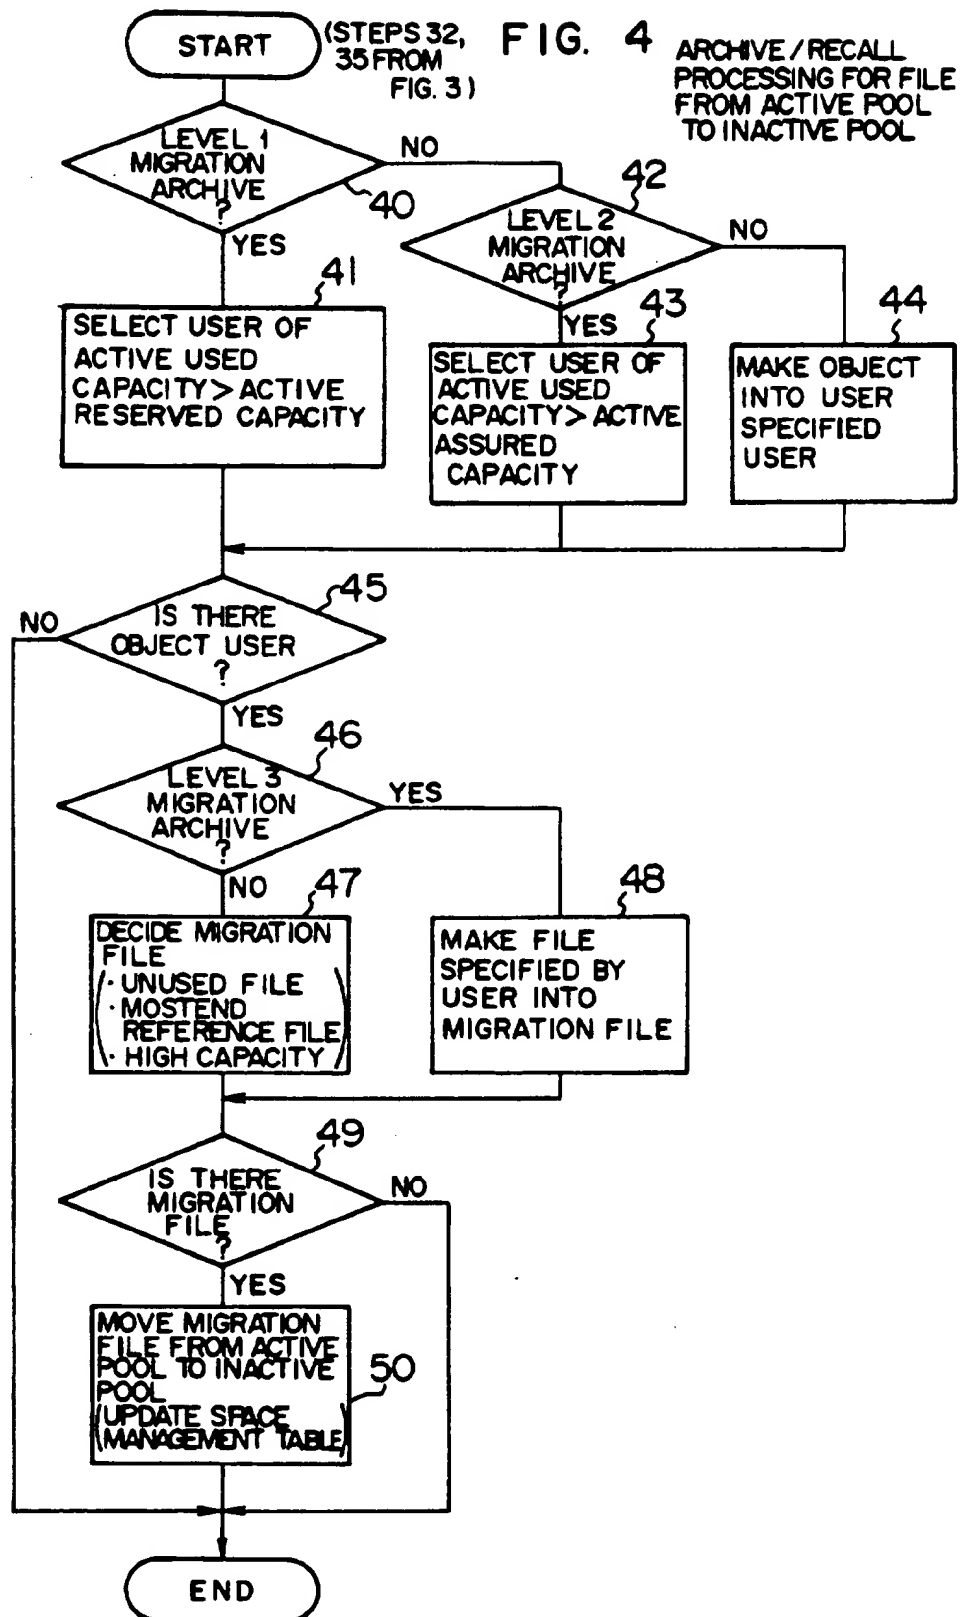 START
(STEPS 32,
35 FROM
FIG. 3)
FIG. 4
ARCHIVE / RECALL
PROCESSING FOR FILE
FROM ACTIVE POOL
TO INACTIVE POOL
LEVEL 1
MIGRATION
ARCHIVE
?
40
NO
YES
LEVEL 2
MIGRATION
ARCHIVE
?
42
NO
YES
41
SELECT USER OF
ACTIVE USED
CAPACITY > ACTIVE
RESERVED CAPACITY
43
SELECT USER OF
ACTIVE USED
CAPACITY > ACTIVE
ASSURED
CAPACITY
44
MAKE OBJECT
INTO USER
SPECIFIED
USER
45
IS THERE
OBJECT USER
?
NO
YES
46
LEVEL 3
MIGRATION
ARCHIVE
?
YES
NO
47
DECIDE MIGRATION
FILE
(· UNUSED FILE
· MOSTEND
REFERENCE FILE
· HIGH CAPACITY)
48
MAKE FILE
SPECIFIED BY
USER INTO
MIGRATION FILE
49
IS THERE
MIGRATION
FILE
?
NO
YES
MOVE MIGRATION
FILE FROM ACTIVE
POOL TO INACTIVE
POOL
(UPDATE SPACE
MANAGEMENT TABLE)
50
END